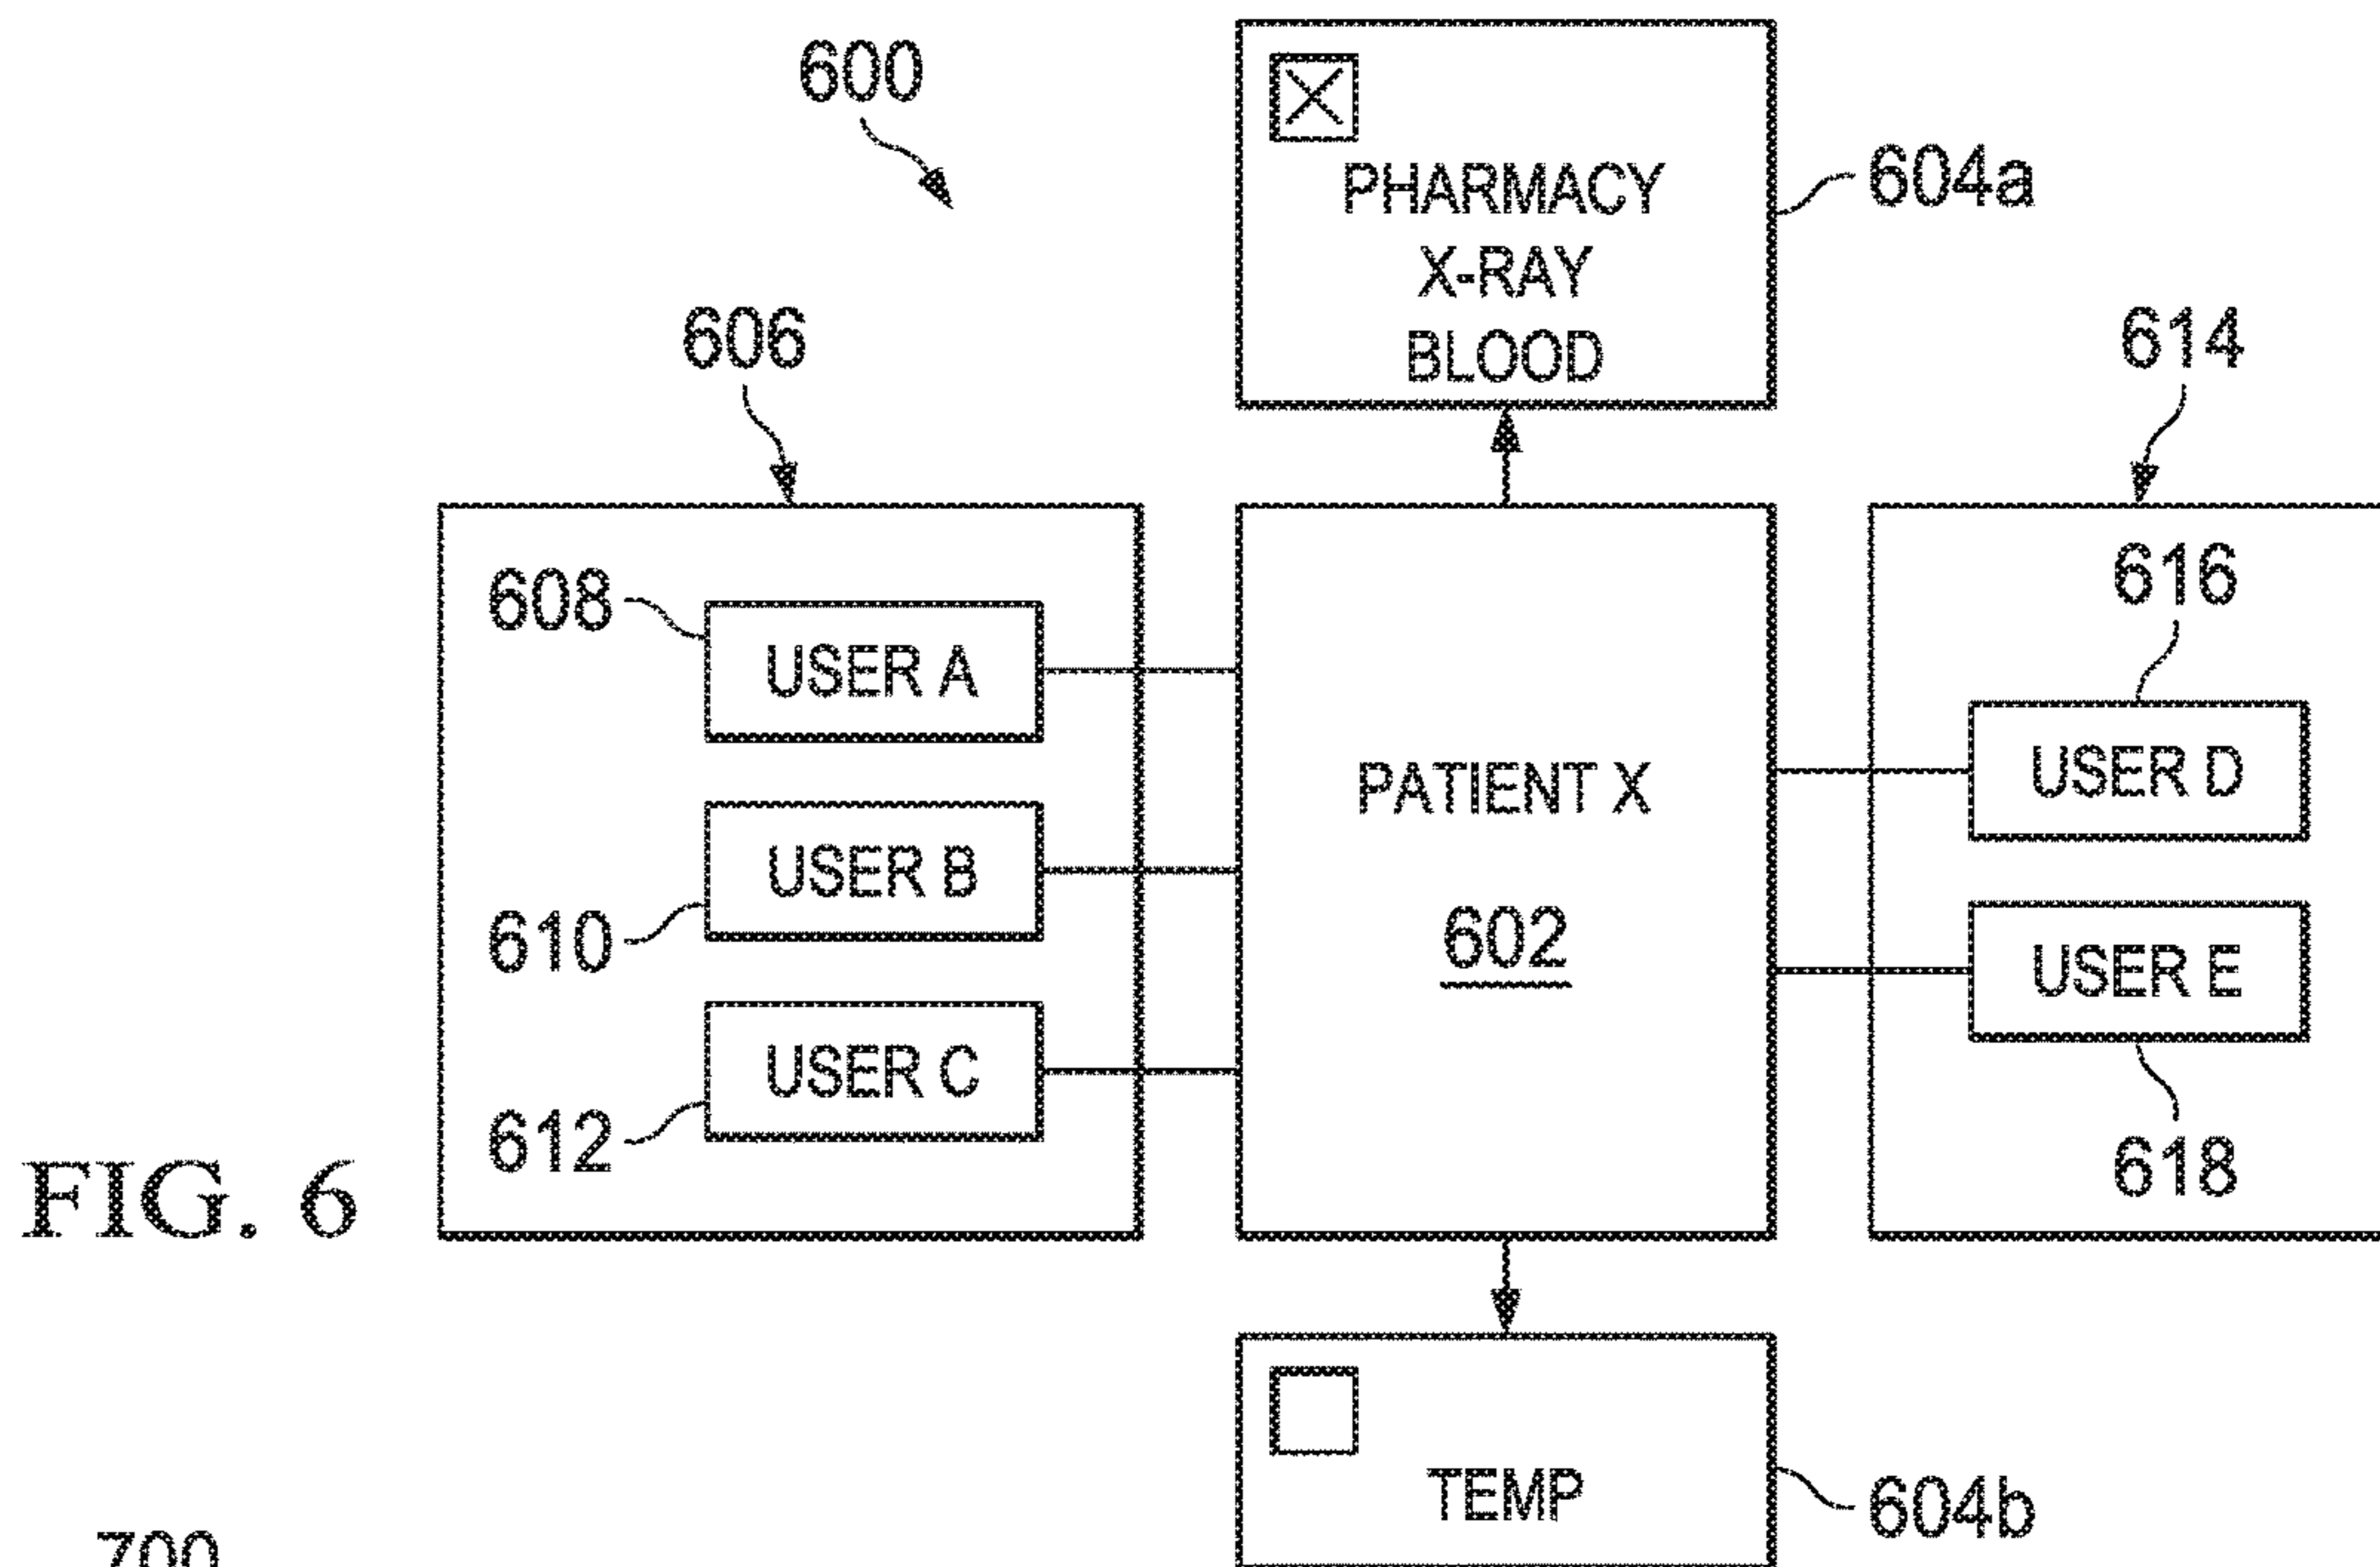 600
604a
PHARMACY
X-RAY
BLOOD
606
614
608
USER A
616
USER D
PATIENT X
USER B
610
602
USER E
USER C
612
618
FIG. 6
TEMP
604b
700